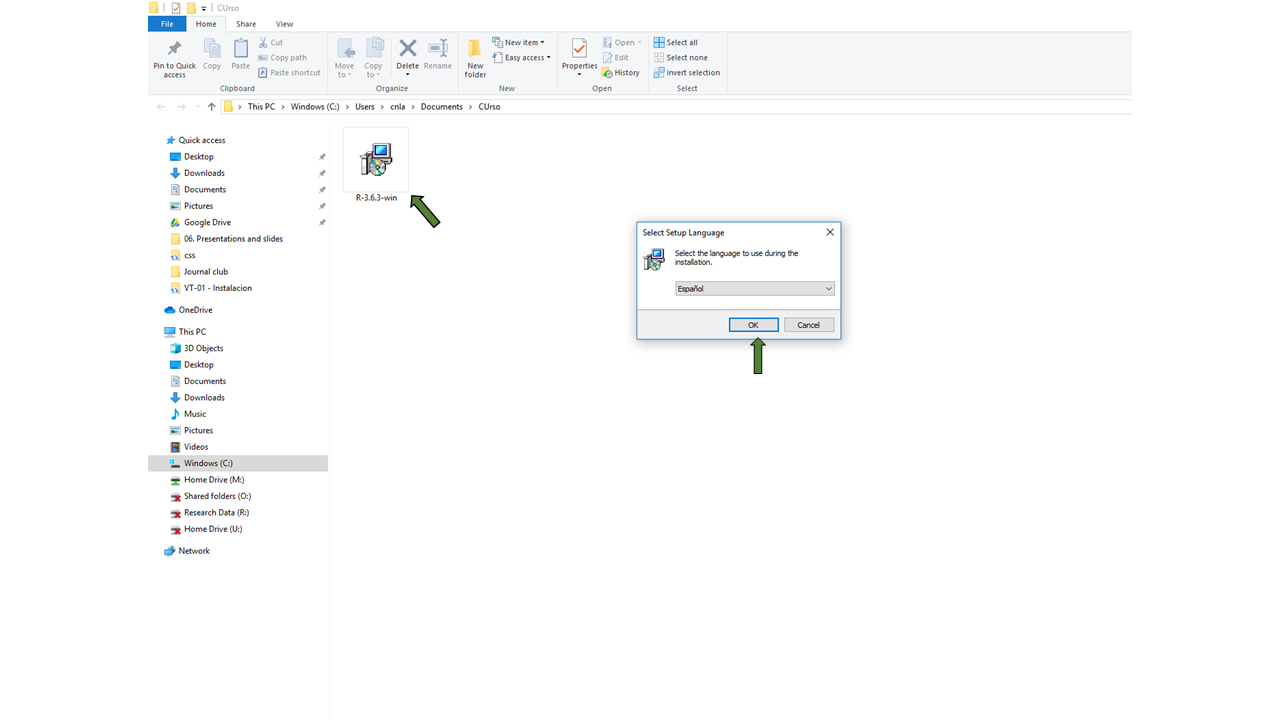 CUrso
File Home Share View
Pin to Quick access
Copy
Paste
Cut
Copy path
Paste shortcut
Clipboard
Move to
Copy to
Delete
Rename
Organize
New folder
New item
Easy access
New
Properties
Open
Edit
History
Open
Select all
Select none
Invert selection
Select
This PC > Windows (C:) > Users > cnla > Documents > CUrso
Quick access
Desktop
Downloads
Documents
Pictures
Google Drive
06. Presentations and slides
css
Journal club
VT-01 - Instalacion
OneDrive
This PC
3D Objects
Desktop
Documents
Downloads
Music
Pictures
Videos
Windows (C:)
Home Drive (M:)
Shared folders (O:)
Research Data (R:)
Home Drive (U:)
Network
R-3.6.3-win
Select Setup Language
Select the language to use during the
installation.
Español
OK
Cancel